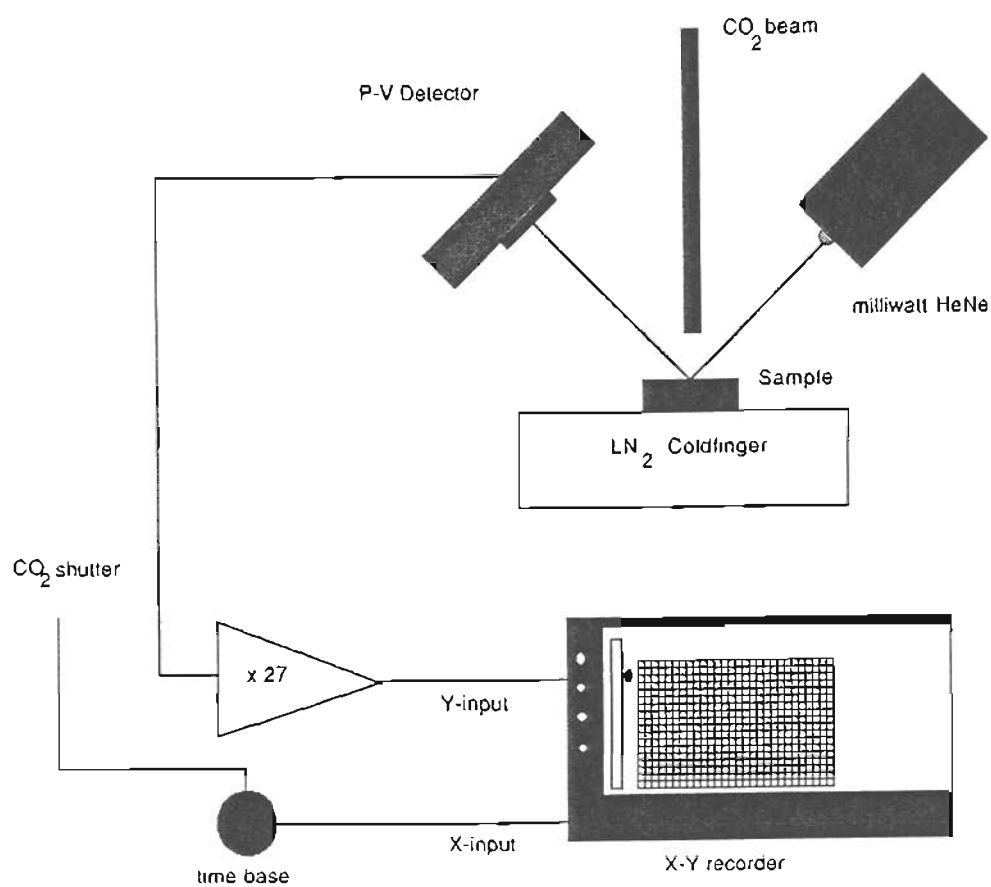 CO2 beam
P-V Detector
milliwatt HeNe
Sample
LN2 Coldfinger
CO2 shutter
x 27
Y-input
X-input
time base
X-Y recorder